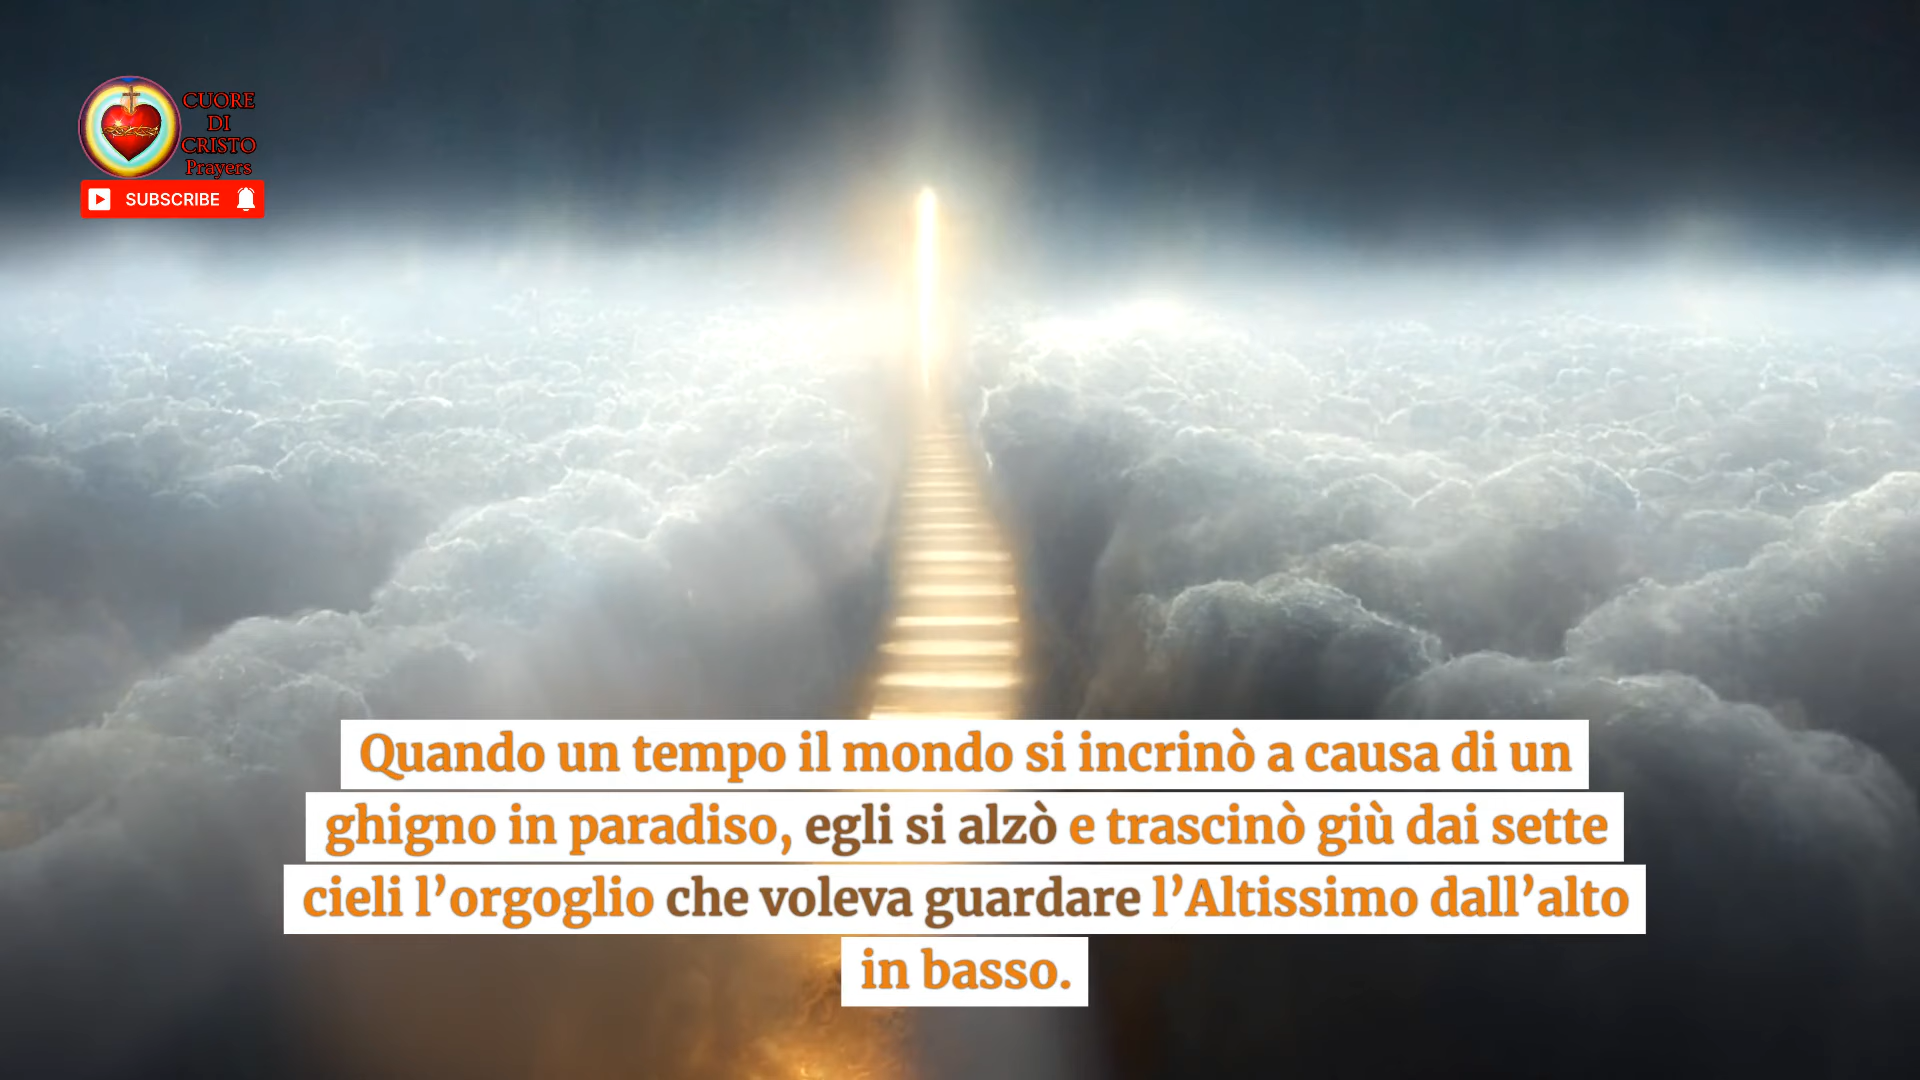 CUORE
DI
CRISTO
Prayers
SUBSCRIBE
Quando un tempo il mondo si incrinò a causa di un
ghigno in paradiso, egli si alzò e trascinò giù dai sette
cieli l’orgoglio che voleva guardare l’Altissimo dall’alto
in basso.